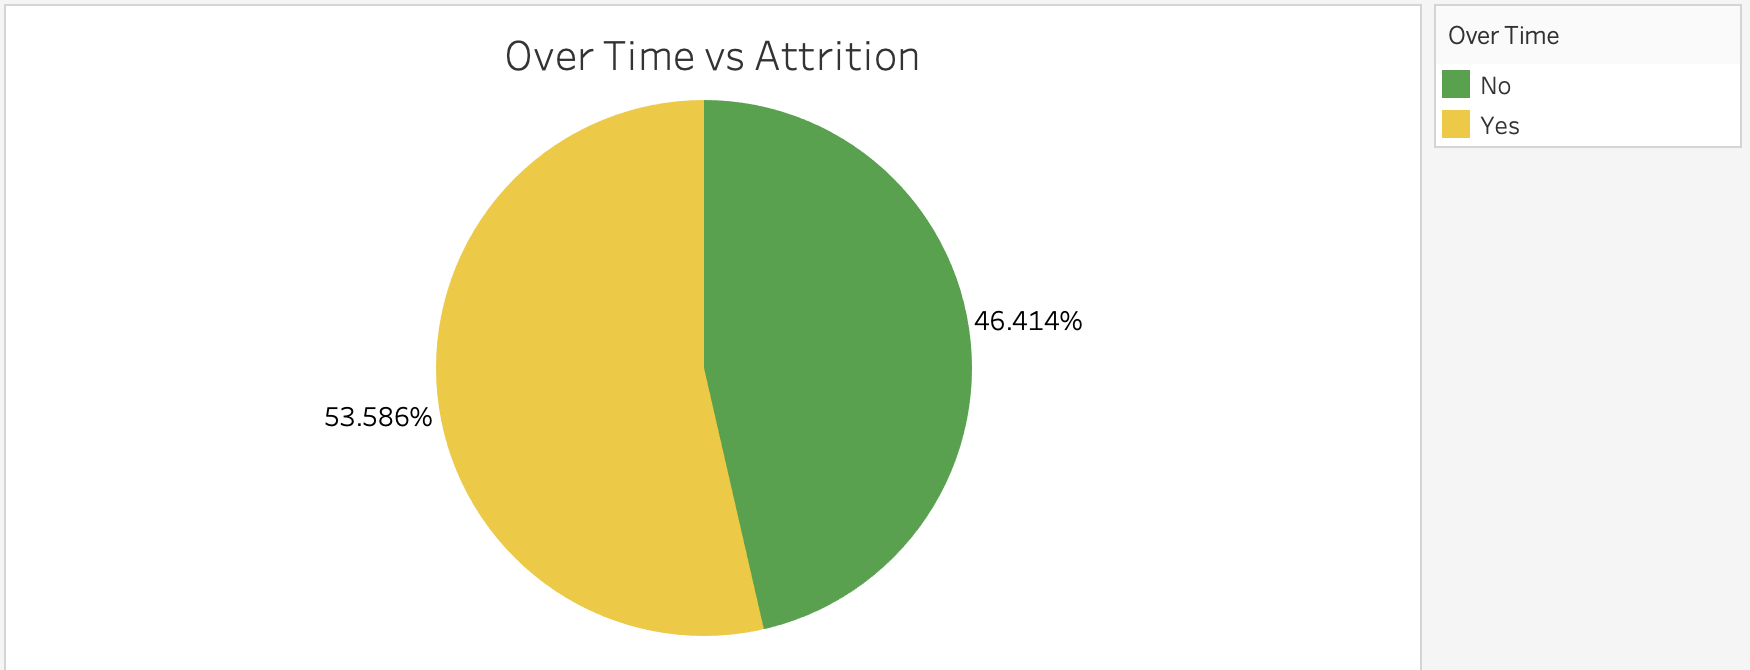 Over Time vs Attrition
46.414%
53.586%
Over Time
No
Yes